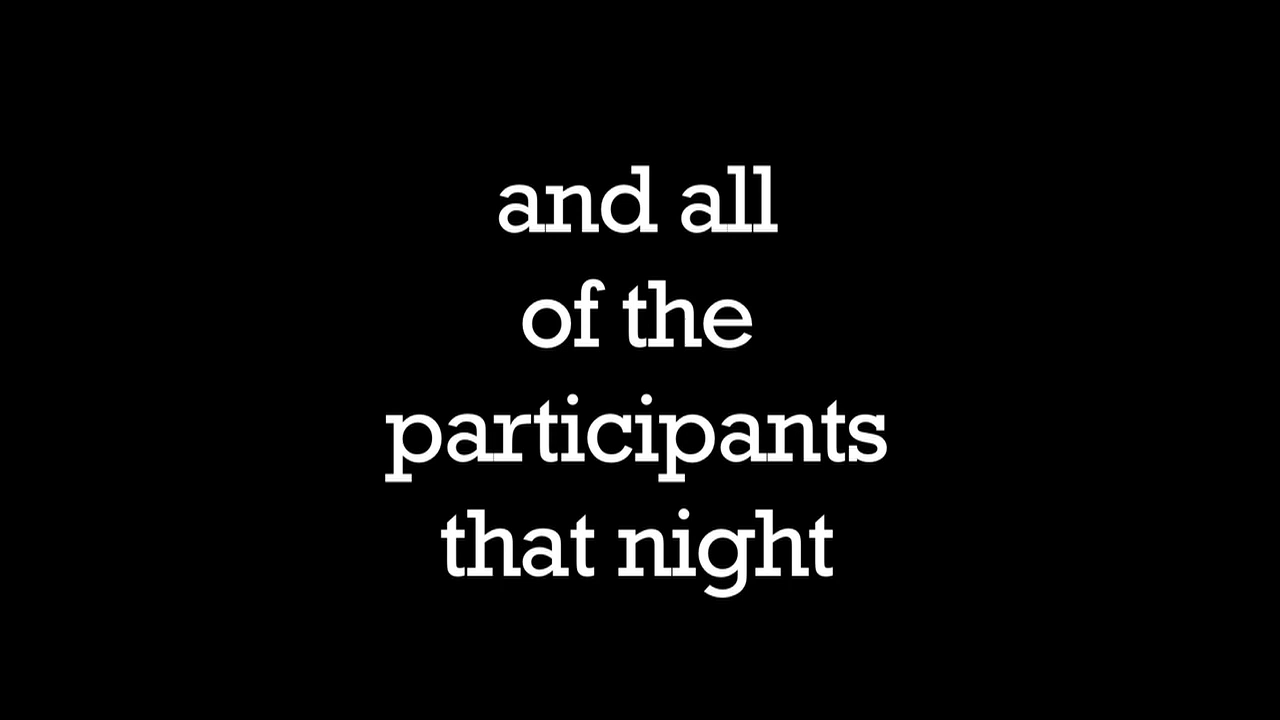 and all
of the
participants
that night